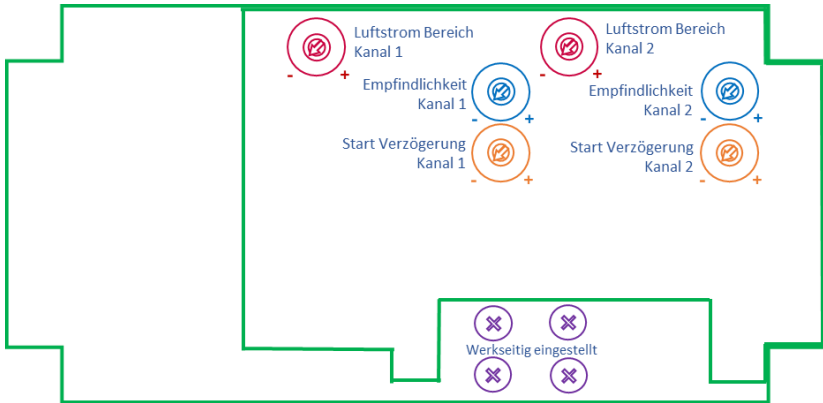 Luftstrom Bereich
Kanal 1
- +
Empfindlichkeit
Kanal 1
- +
Start Verzögerung
Kanal 1
- +
Luftstrom Bereich
Kanal 2
- +
Empfindlichkeit
Kanal 2
- +
Start Verzögerung
Kanal 2
- +
Werkseitig eingestellt